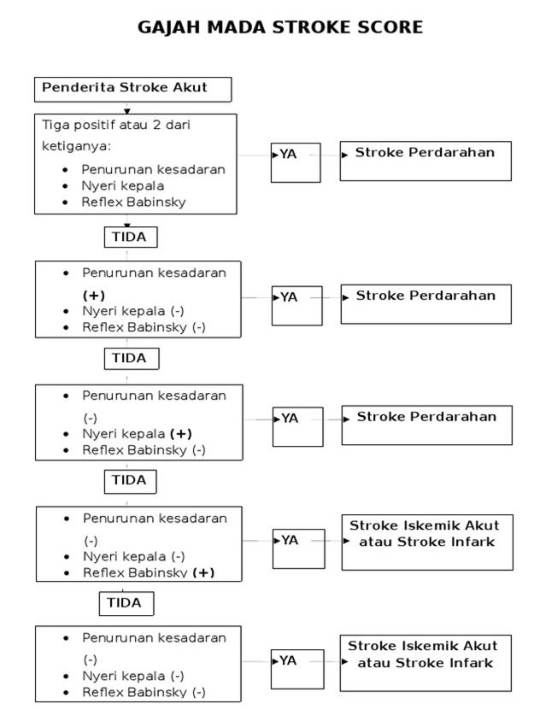 GAJAH MADA STROKE SCORE
Penderita Stroke Akut
Tiga positif atau 2 dari
ketiganya:
• Penurunan kesadaran
• Nyeri kepala
• Reflex Babinsky
YA
Stroke Perdarahan
TIDA
• Penurunan kesadaran
(+)
• Nyeri kepala (-)
• Reflex Babinsky (-)
YA
Stroke Perdarahan
TIDA
• Penurunan kesadaran
(-)
• Nyeri kepala (+)
• Reflex Babinsky (-)
YA
Stroke Perdarahan
TIDA
• Penurunan kesadaran
(-)
• Nyeri kepala (-)
• Reflex Babinsky (+)
YA
Stroke Iskemik Akut
atau Stroke Infark
TIDA
• Penurunan kesadaran
(-)
• Nyeri kepala (-)
• Reflex Babinsky (-)
YA
Stroke Iskemik Akut
atau Stroke Infark